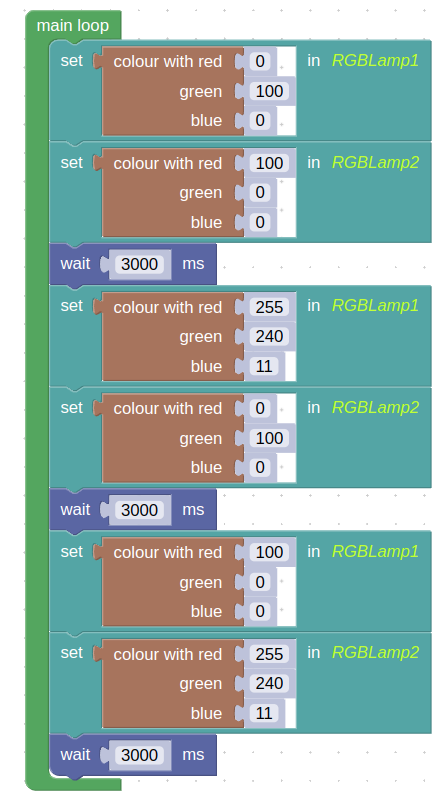 main loop
set colour with red 0 in RGBLamp1
green 100
blue 0
set colour with red 100 in RGBLamp2
green 0
blue 0
wait 3000 ms
set colour with red 255 in RGBLamp1
green 240
blue 11
set colour with red 0 in RGBLamp2
green 100
blue 0
wait 3000 ms
set colour with red 100 in RGBLamp1
green 0
blue 0
set colour with red 255 in RGBLamp2
green 240
blue 11
wait 3000 ms